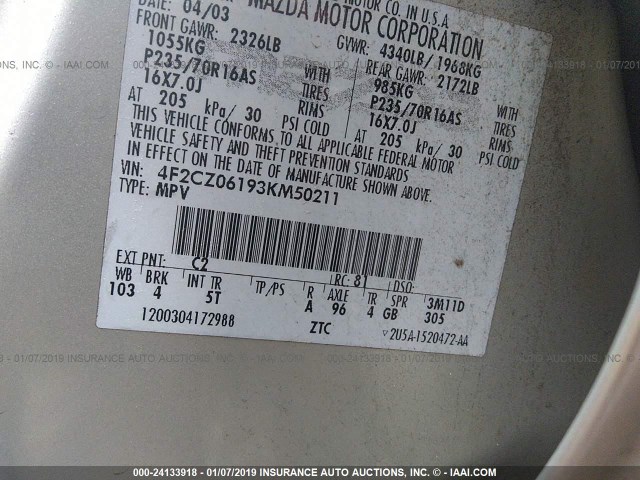 MOTOR CO. IN U.S.A.
DATE: 04/03 MAZDA MOTOR CORPORATION
FRONT GAWR: 2326LB GVWR: 4340LB/1968KG
1055KG WITH REAR GAWR: 2172LB
P235/70R16AS TIRES 985KG WITH
16X7.0J RIMS P235/70R16AS TIRES
AT 205 kPa/30 PSI COLD 16X7.0J RIMS
AT 205 kPa/30 PSI COLD
THIS VEHICLE CONFORMS TO ALL APPLICABLE FEDERAL MOTOR
VEHICLE SAFETY AND THEFT PREVENTION STANDARDS
IN EFFECT ON THE DATE OF MANUFACTURE SHOWN ABOVE.
VIN: 4F2CZ06193KM50211
TYPE: MPV
EXT PNT: C2 RC: 81 DSO:
WB BRK INT TR TP/PS R AXLE TR SPR 3M11D
103 4 5T A 96 4 GB 305
1200304172988 ZTC 2U5A-1520472-AA
000-24133918 - 01/07/2019 INSURANCE AUTO AUCTIONS - IAAI.COM